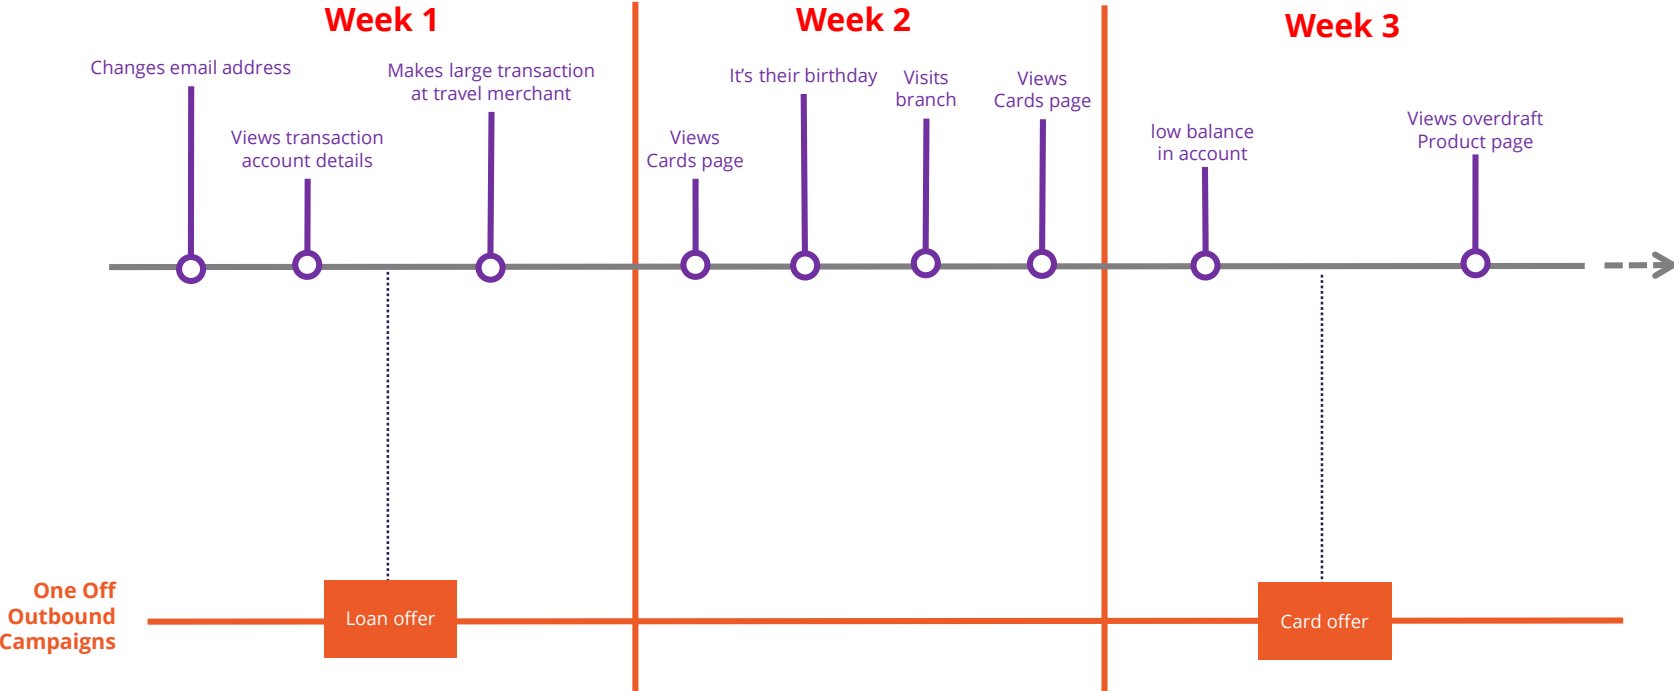 Week 1
Week 2
Week 3
Changes email address
Views transaction
account details
Makes large transaction
at travel merchant
Views
Cards page
It’s their birthday
Visits
branch
Views
Cards page
low balance
in account
Views overdraft
Product page
One Off
Outbound
Campaigns
Loan offer
Card offer